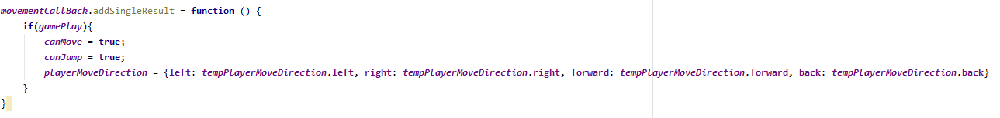 movementCallBack.addSingleResult = function () {
    if(gamePlay){
        canMove = true;
        canJump = true;
        playerMoveDirection = {left: tempPlayerMoveDirection.left, right: tempPlayerMoveDirection.right, forward: tempPlayerMoveDirection.forward, back: tempPlayerMoveDirection.back}
    }
}